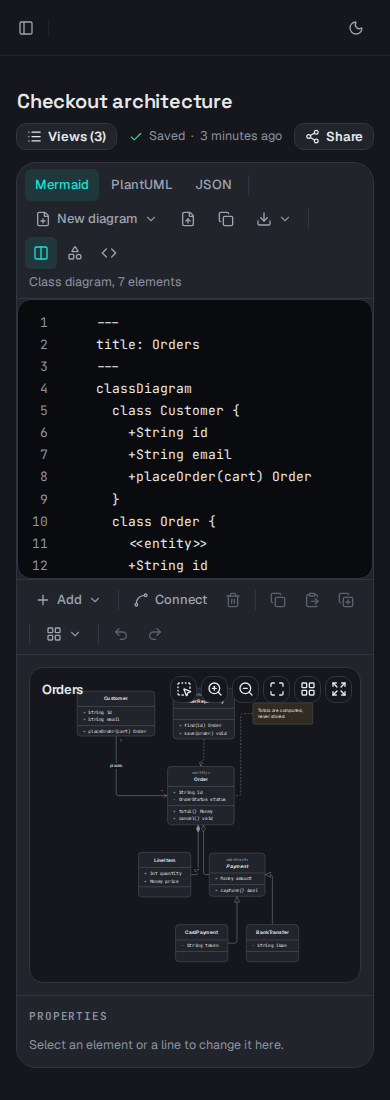 Checkout architecture
Views (3)
Saved · 3 minutes ago
Share
Mermaid
PlantUML
JSON
New diagram
Class diagram, 7 elements
1 ---
2 title: Orders
3 ---
4 classDiagram
5 class Customer {
6 +String id
7 +String email
8 +placeOrder(cart) Order
9 }
10 class Order {
11 <<entity>>
12 +String id
Add
Connect
Orders
Customer
+ String id
+ String email
+ placeOrder(cart) Order
+ find(id) Order
+ save(order) void
Totals are computed,
never stored
places
Order
+ String id
- OrderStatus status
+ total() Money
+ cancel() void
LineItem
+ int quantity
+ Money price
Payment
+ Money amount
+ capture() bool
CardPayment
- String token
BankTransfer
- String iban
PROPERTIES
Select an element or a line to change it here.